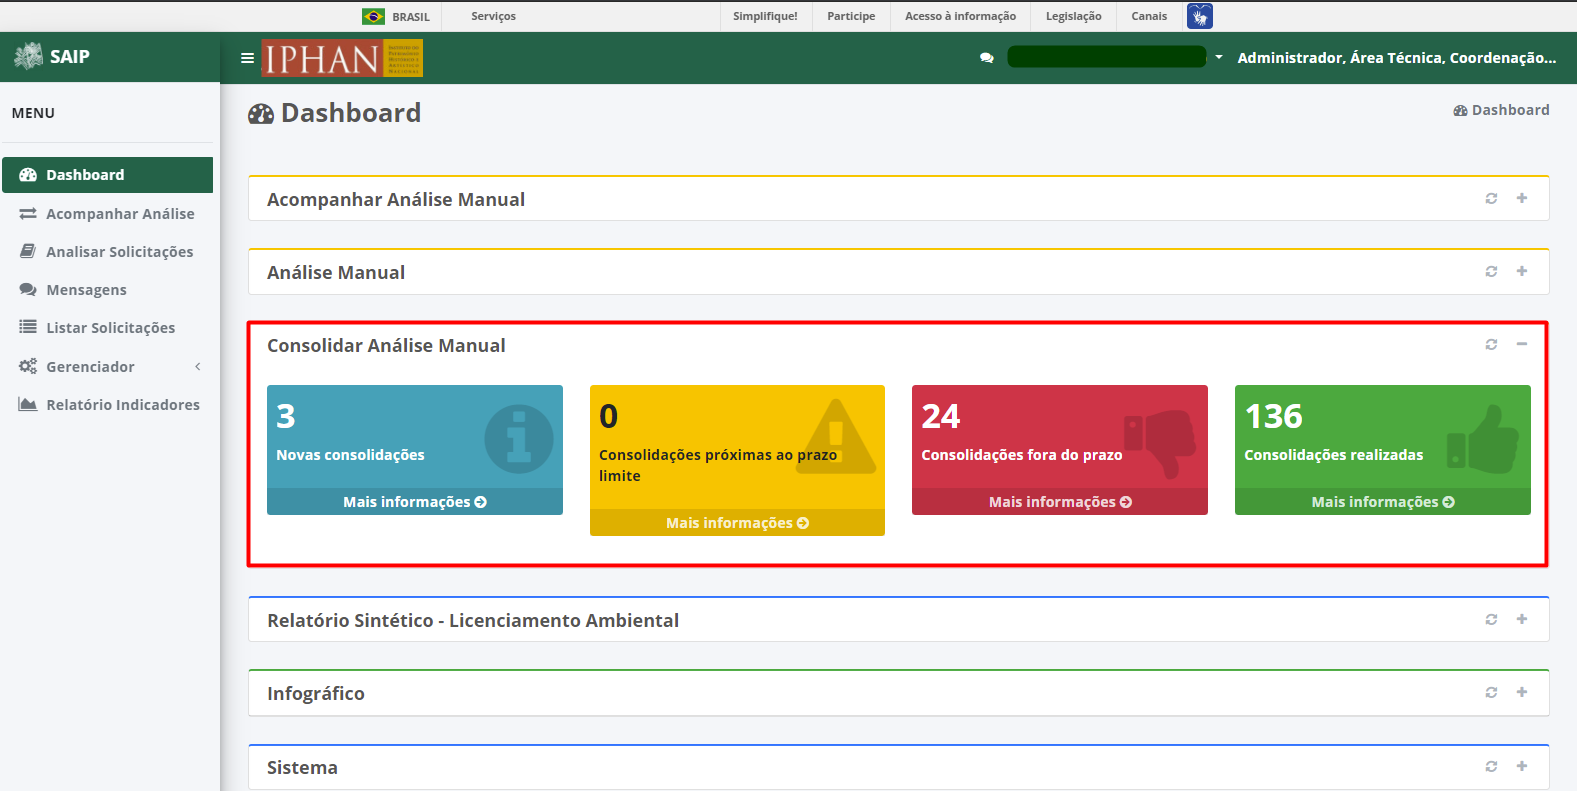 BRASIL
Serviços
Simplifique!
Participe
Acesso à informação
Legislação
Canais
SAIP
IPHAN
Administrador, Área Técnica, Coordenação...
MENU
Dashboard
Acompanhar Análise
Analisar Solicitações
Mensagens
Listar Solicitações
Gerenciador
Relatório Indicadores
Dashboard
Dashboard
Acompanhar Análise Manual
Análise Manual
Consolidar Análise Manual
3
Novas consolidações
Mais informações
0
Consolidações próximas ao prazo
limite
Mais informações
24
Consolidações fora do prazo
Mais informações
136
Consolidações realizadas
Mais informações
Relatório Sintético - Licenciamento Ambiental
Infográfico
Sistema